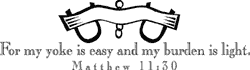 For my yoke is easy and my burden is light.
Matthew 11:30